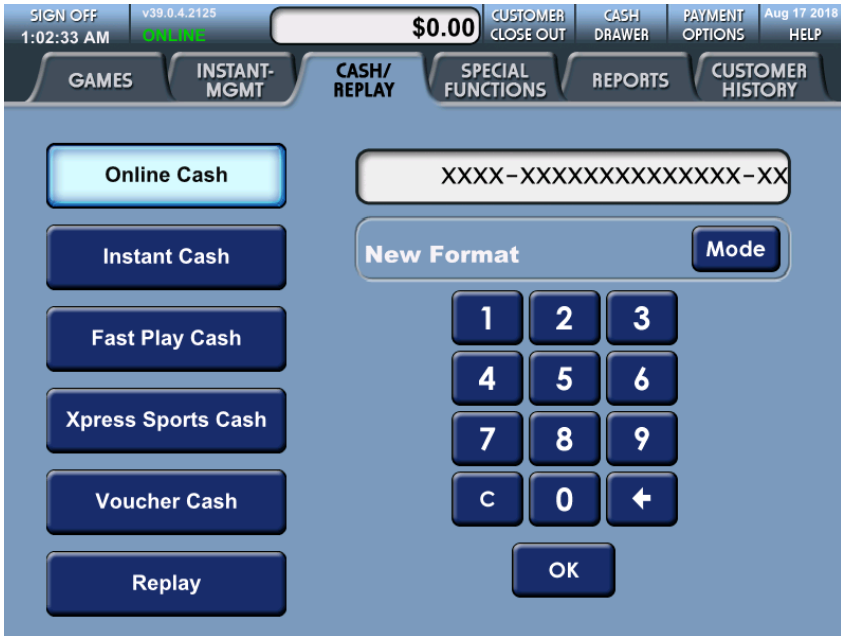 SIGN OFF
1:02:33 AM
v39.0.4.2125
ONLINE
$0.00
CUSTOMER
CLOSE OUT
CASH
DRAWER
PAYMENT
OPTIONS
Aug 17 2018
HELP
GAMES
INSTANT-
MGMT
CASH/
REPLAY
SPECIAL
FUNCTIONS
REPORTS
CUSTOMER
HISTORY
Online Cash
Instant Cash
Fast Play Cash
Xpress Sports Cash
Voucher Cash
Replay
XXXX-XXXXXXXXXXXXXX-XX
New Format
Mode
1 2 3
4 5 6
7 8 9
C 0 ←
OK